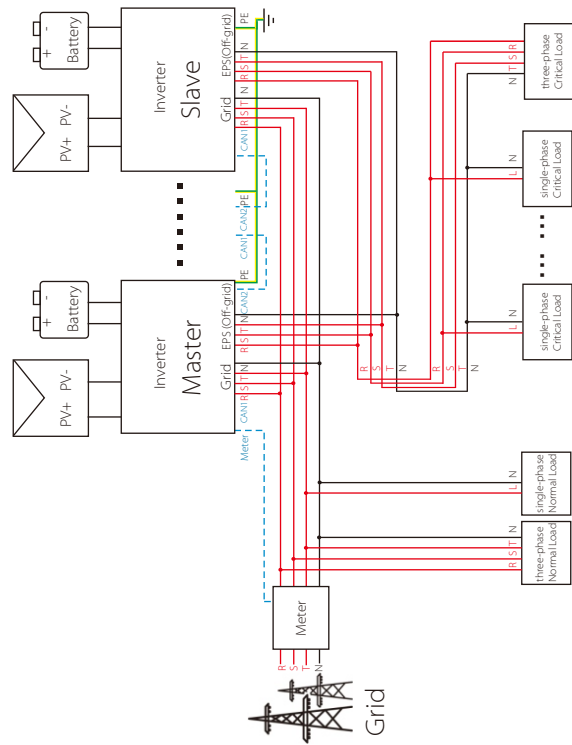 Grid
R
S
T
N
Meter
PV+ PV-
Battery
+ -
Inverter
Master
Meter
CAN1
R S T N
Grid
R S T N
EPS(Off-grid)
CAN2
PE
CAN1
CAN2
PE
PV+ PV-
Battery
+ -
Inverter
Slave
CAN1
R S T N
Grid
R S T N
EPS(Off-grid)
PE
R
S
T
N
R
S
T
N
R S T N
three-phase
Normal Load
L N
single-phase
Normal Load
L N
single-phase
Critical Load
L N
single-phase
Critical Load
N T S R
three-phase
Critical Load